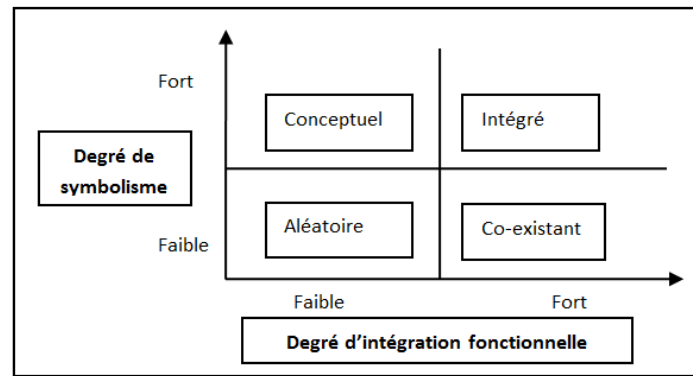 Fort
Conceptuel
Intégré
Degré de
symbolisme
Aléatoire
Co-existant
Faible
Faible
Fort
Degré d'intégration fonctionnelle